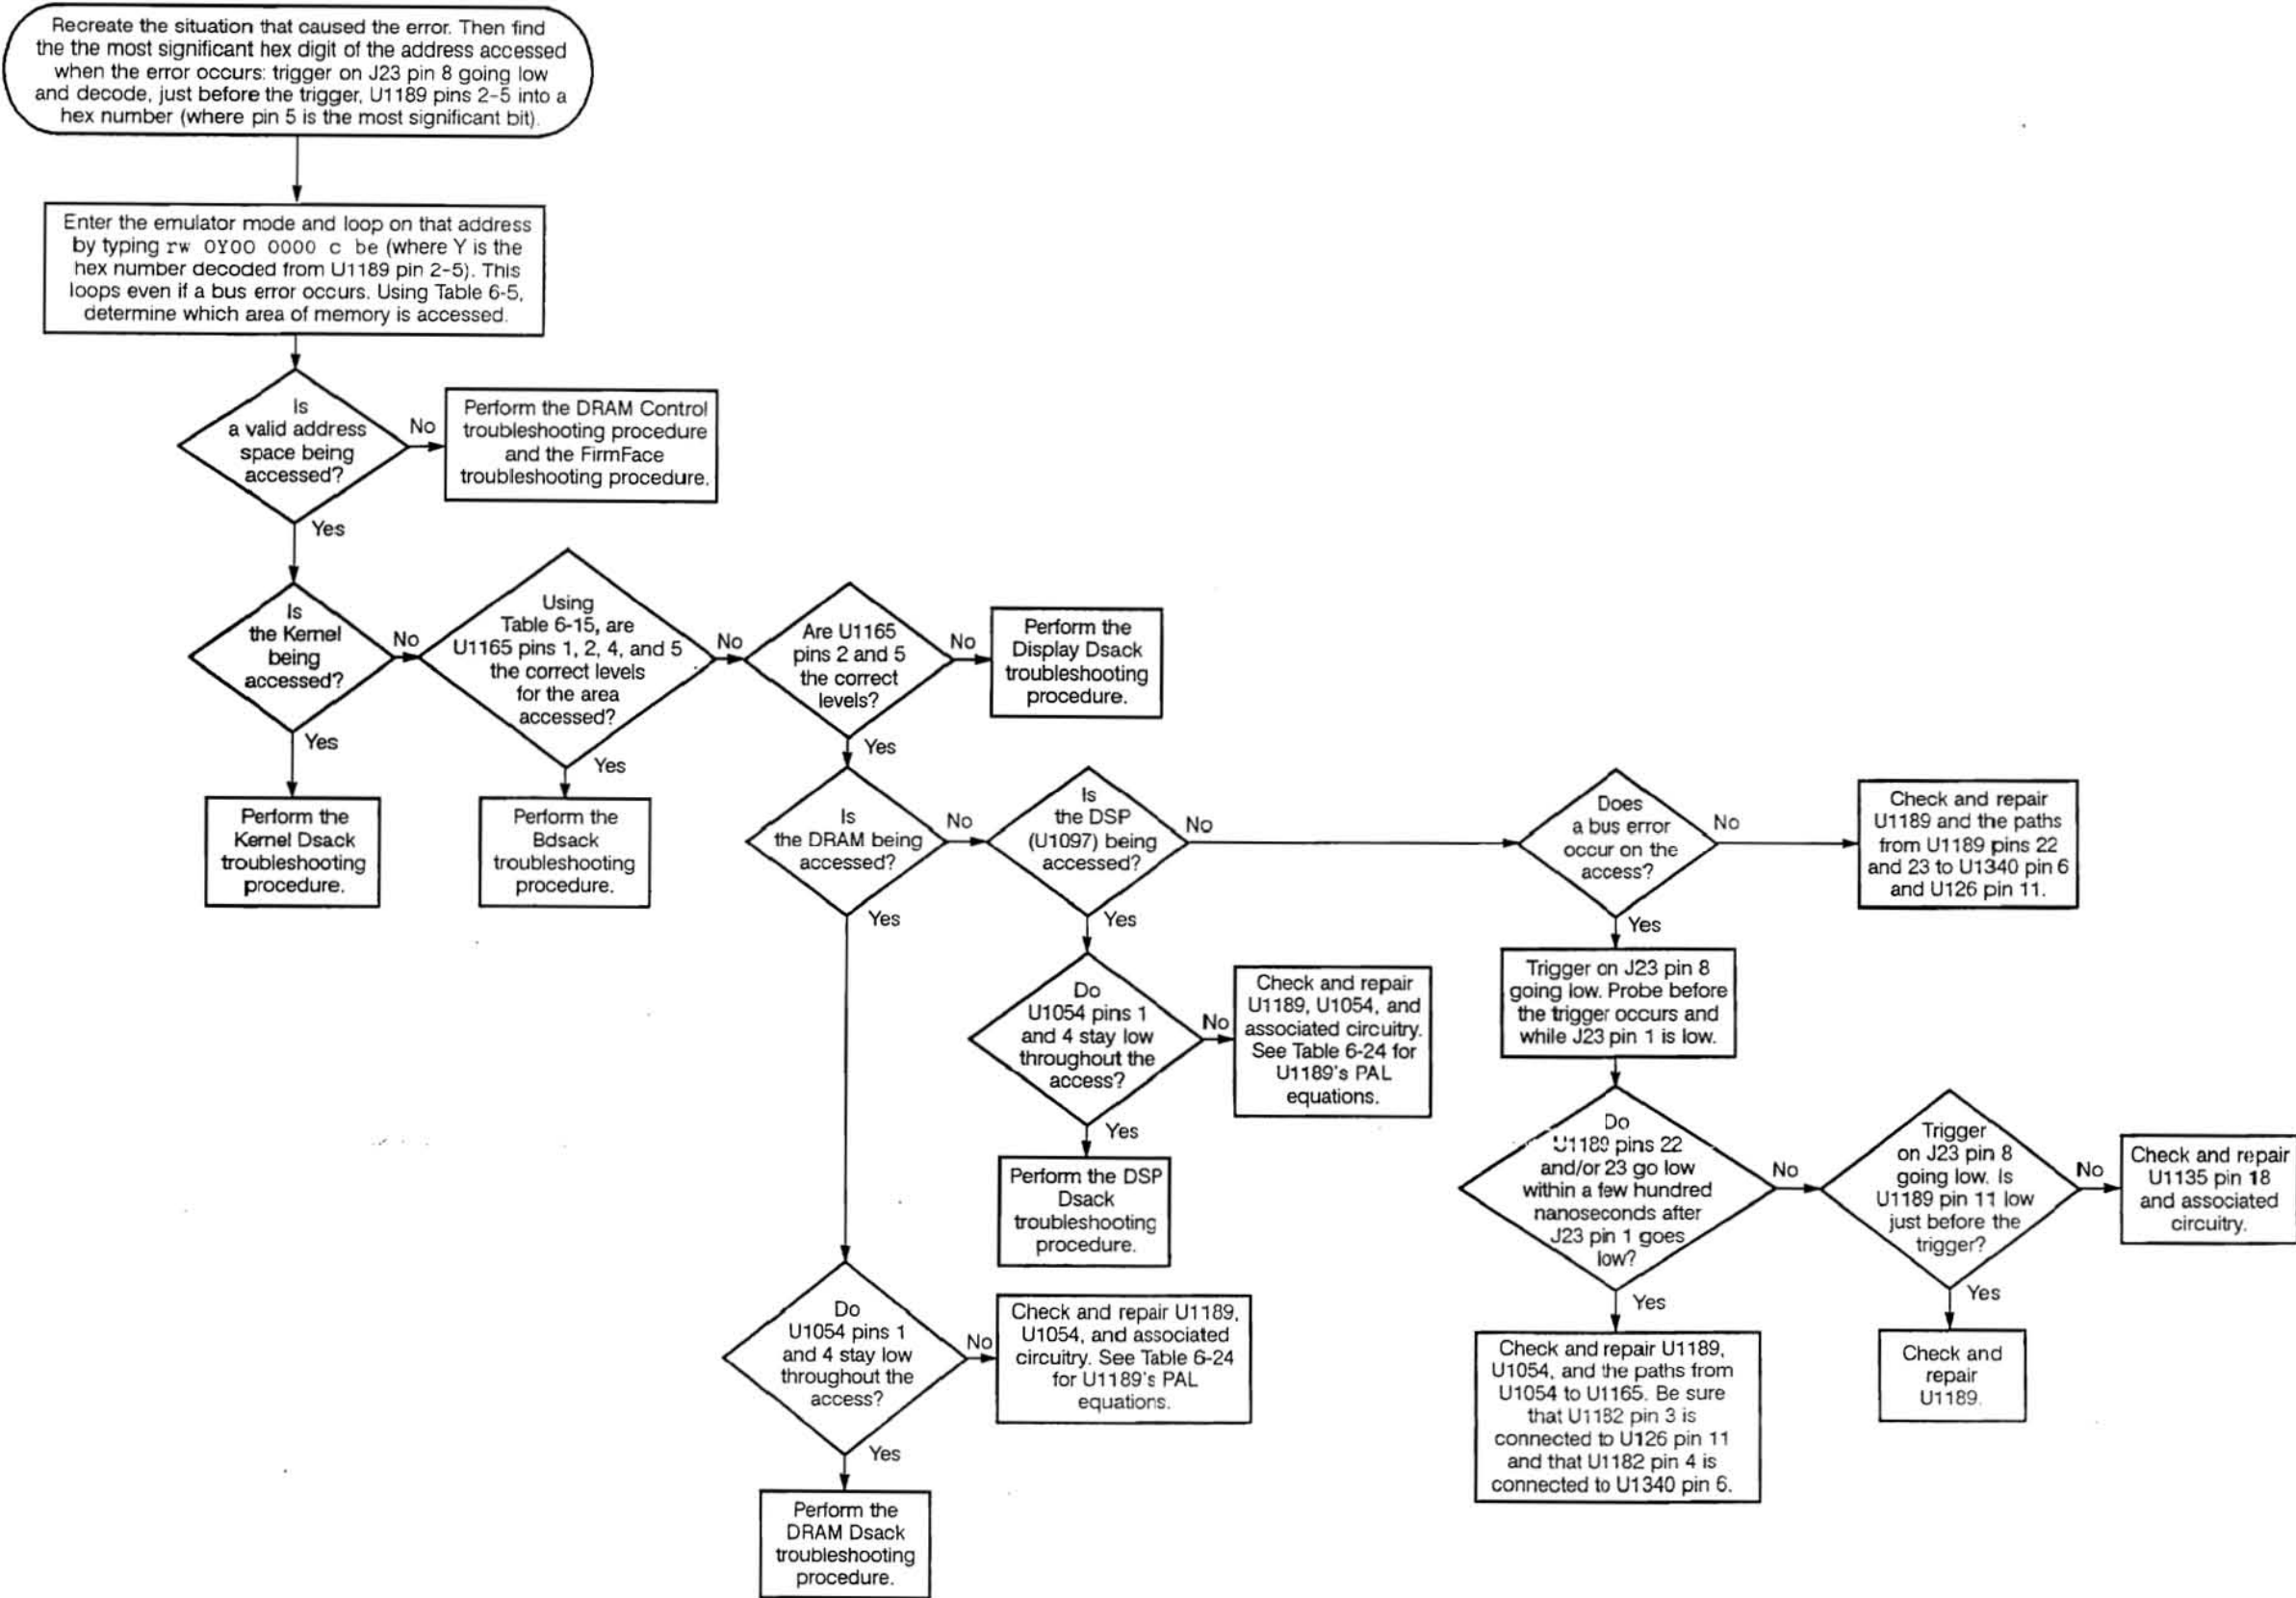 Recreate the situation that caused the error. Then find
the the most significant hex digit of the address accessed
when the error occurs: trigger on J23 pin 8 going low
and decode, just before the trigger, U1189 pins 2-5 into a
hex number (where pin 5 is the most significant bit).
Enter the emulator mode and loop on that address
by typing rw 0Y00 0000 c be (where Y is the
hex number decoded from U1189 pin 2-5). This
loops even if a bus error occurs. Using Table 6-5,
determine which area of memory is accessed.
Is
a valid address
space being
accessed?
No
Perform the DRAM Control
troubleshooting procedure
and the FirmFace
troubleshooting procedure.
Yes
Is
the Kernel
being
accessed?
No
Using
Table 6-15, are
U1165 pins 1, 2, 4, and 5
the correct levels
for the area
accessed?
No
Are U1165
pins 2 and 5
the correct
levels?
No
Perform the
Display Dsack
troubleshooting
procedure.
Yes
Yes
Yes
Perform the
Kernel Dsack
troubleshooting
procedure.
Perform the
Bdsack
troubleshooting
procedure.
Is
the DRAM being
accessed?
No
Is
the DSP
(U1097) being
accessed?
No
Does
a bus error
occur on the
access?
No
Check and repair
U1189 and the paths
from U1189 pins 22
and 23 to U1340 pin 6
and U126 pin 11.
Yes
Yes
Yes
Do
U1054 pins 1
and 4 stay low
throughout the
access?
No
Check and repair
U1189, U1054, and
associated circuitry.
See Table 6-24 for
U1189's PAL
equations.
Trigger on J23 pin 8
going low. Probe before
the trigger occurs and
while J23 pin 1 is low.
Yes
Perform the DSP
Dsack
troubleshooting
procedure.
Do
U1189 pins 22
and/or 23 go low
within a few hundred
nanoseconds after
J23 pin 1 goes
low?
No
Trigger
on J23 pin 8
going low. Is
U1189 pin 11 low
just before the
trigger?
No
Check and repair
U1135 pin 18
and associated
circuitry.
Yes
Yes
Do
U1054 pins 1
and 4 stay low
throughout the
access?
No
Check and repair U1189,
U1054, and associated
circuitry. See Table 6-24
for U1189's PAL
equations.
Check and repair U1189,
U1054, and the paths from
U1054 to U1165. Be sure
that U1182 pin 3 is
connected to U126 pin 11
and that U1182 pin 4 is
connected to U1340 pin 6.
Check and
repair
U1189.
Yes
Perform the
DRAM Dsack
troubleshooting
procedure.